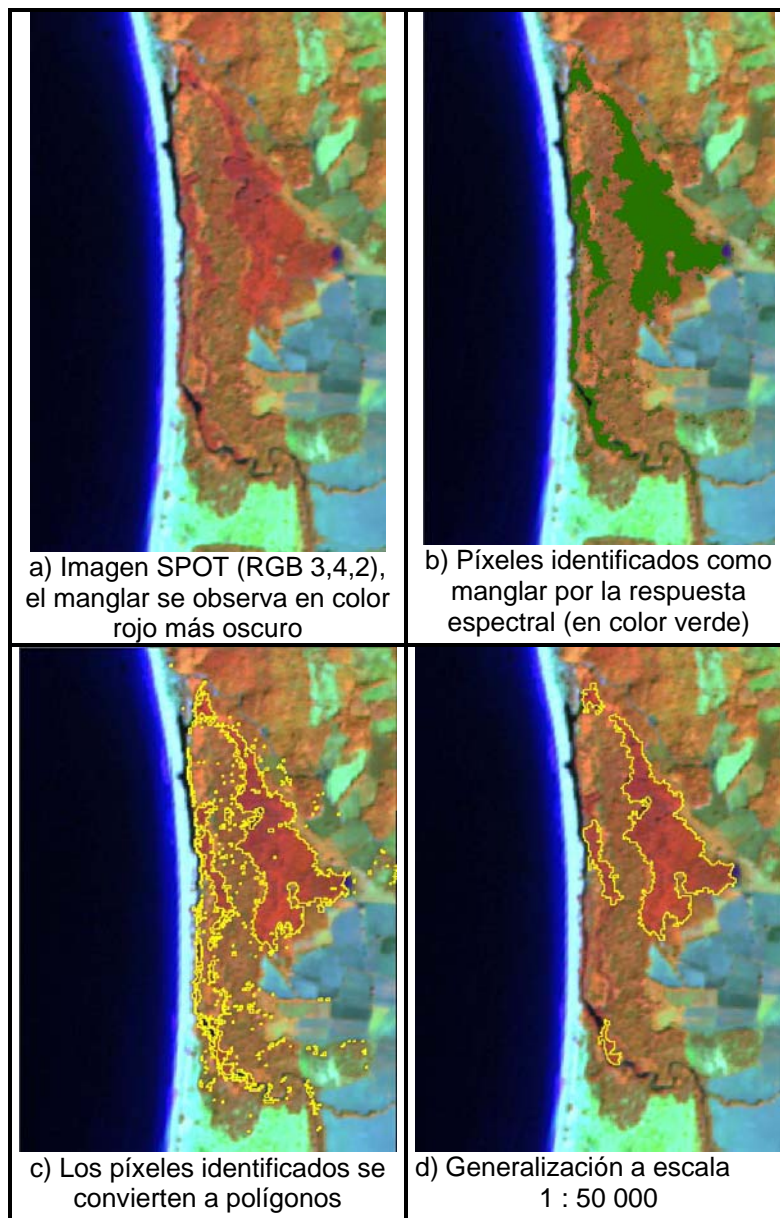 a) Imagen SPOT (RGB 3,4,2),
el manglar se observa en color
rojo más oscuro
b) Píxeles identificados como
manglar por la respuesta
espectral (en color verde)
c) Los píxeles identificados se
convierten a polígonos
d) Generalización a escala
1 : 50 000